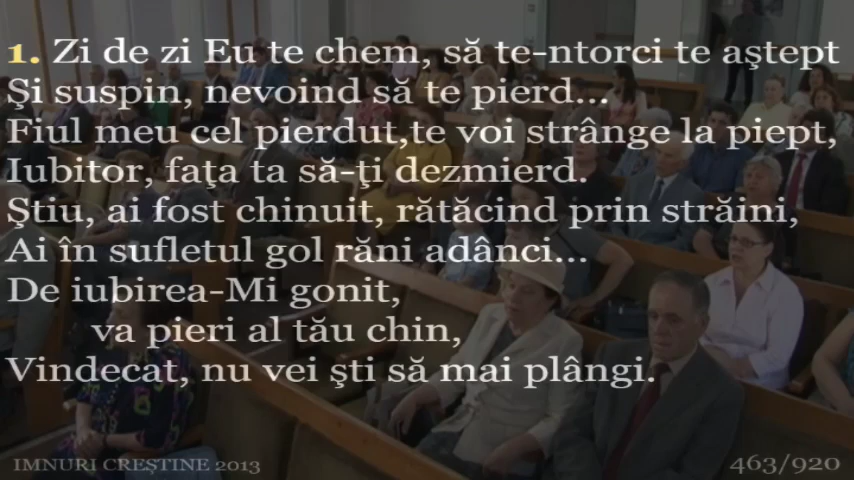 1. Zi de zi Eu te chem, să te-ntorci te aştept
Şi suspin, nevoind să te pierd...
Fiul meu cel pierdut,te voi strânge la piept,
Iubitor, faţa ta să-ţi dezmierd.
Ştiu, ai fost chinuit, rătăcind prin străini,
Ai în sufletul gol răni adânci...
De iubirea-Mi gonit,
va pieri al tău chin,
Vindecat, nu vei şti să mai plângi.
IMNURI CREŞTINE 2013
463/920